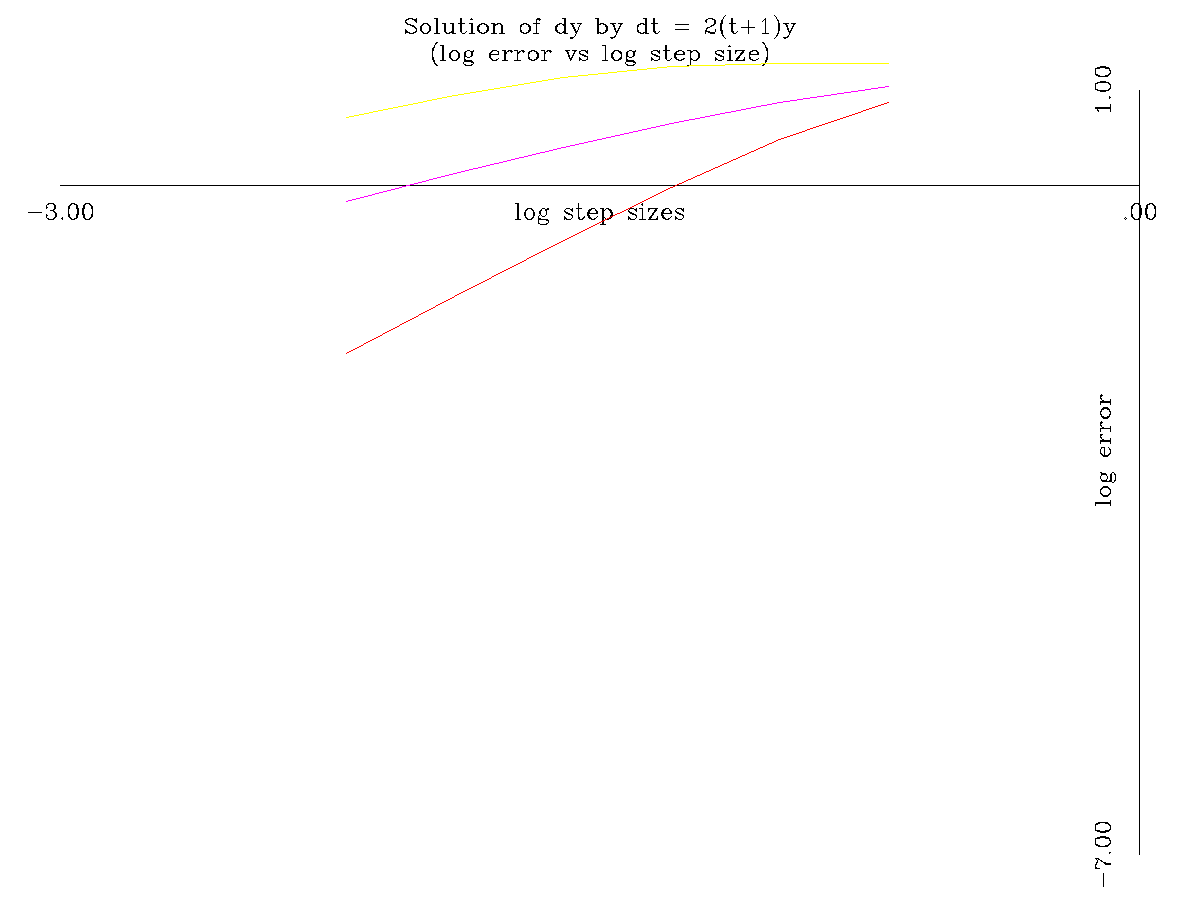 Solution of dy by dt = 2(t+1)y
(log error vs log step size)
1.00
−3.00
log step sizes
.00
log error
−7.00